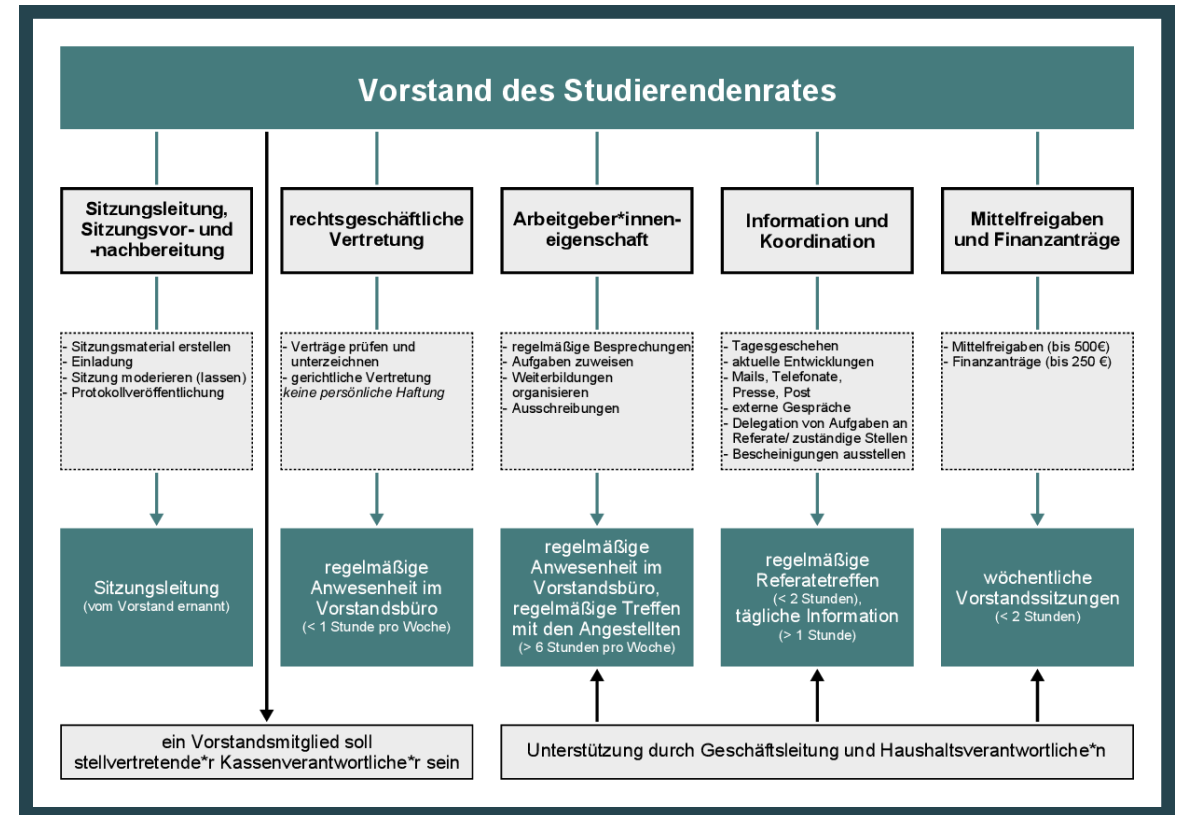 Vorstand des Studierendenrates
Sitzungsleitung,
Sitzungsvor- und
-nachbereitung
rechtsgeschäftliche
Vertretung
Arbeitgeber*innen-
eigenschaft
Information und
Koordination
Mittelfreigaben
und Finanzanträge
- Sitzungsmaterial erstellen
- Einladung
- Sitzung moderieren (lassen)
- Protokollveröffentlichung
- Verträge prüfen und
unterzeichnen
- gerichtliche Vertretung
keine persönliche Haftung
- regelmäßige Besprechungen
- Aufgaben zuweisen
- Weiterbildungen
organisieren
- Ausschreibungen
- Tagesgeschehen
- aktuelle Entwicklungen
- Mails, Telefonate,
Presse, Post
- externe Gespräche
- Delegation von Aufgaben an
Referate/ zuständige Stellen
- Bescheinigungen ausstellen
- Mittelfreigaben (bis 500€)
- Finanzanträge (bis 250 €)
Sitzungsleitung
(vom Vorstand ernannt)
regelmäßige
Anwesenheit im
Vorstandsbüro
(< 1 Stunde pro Woche)
regelmäßige
Anwesenheit im
Vorstandsbüro,
regelmäßige Treffen
mit den Angestellten
(> 6 Stunden pro Woche)
regelmäßige
Referatetreffen
(< 2 Stunden),
tägliche Information
(> 1 Stunde)
wöchentliche
Vorstandssitzungen
(< 2 Stunden)
ein Vorstandsmitglied soll
stellvertretende*r Kassenverantwortliche*r sein
Unterstützung durch Geschäftsleitung und Haushaltsverantwortliche*n